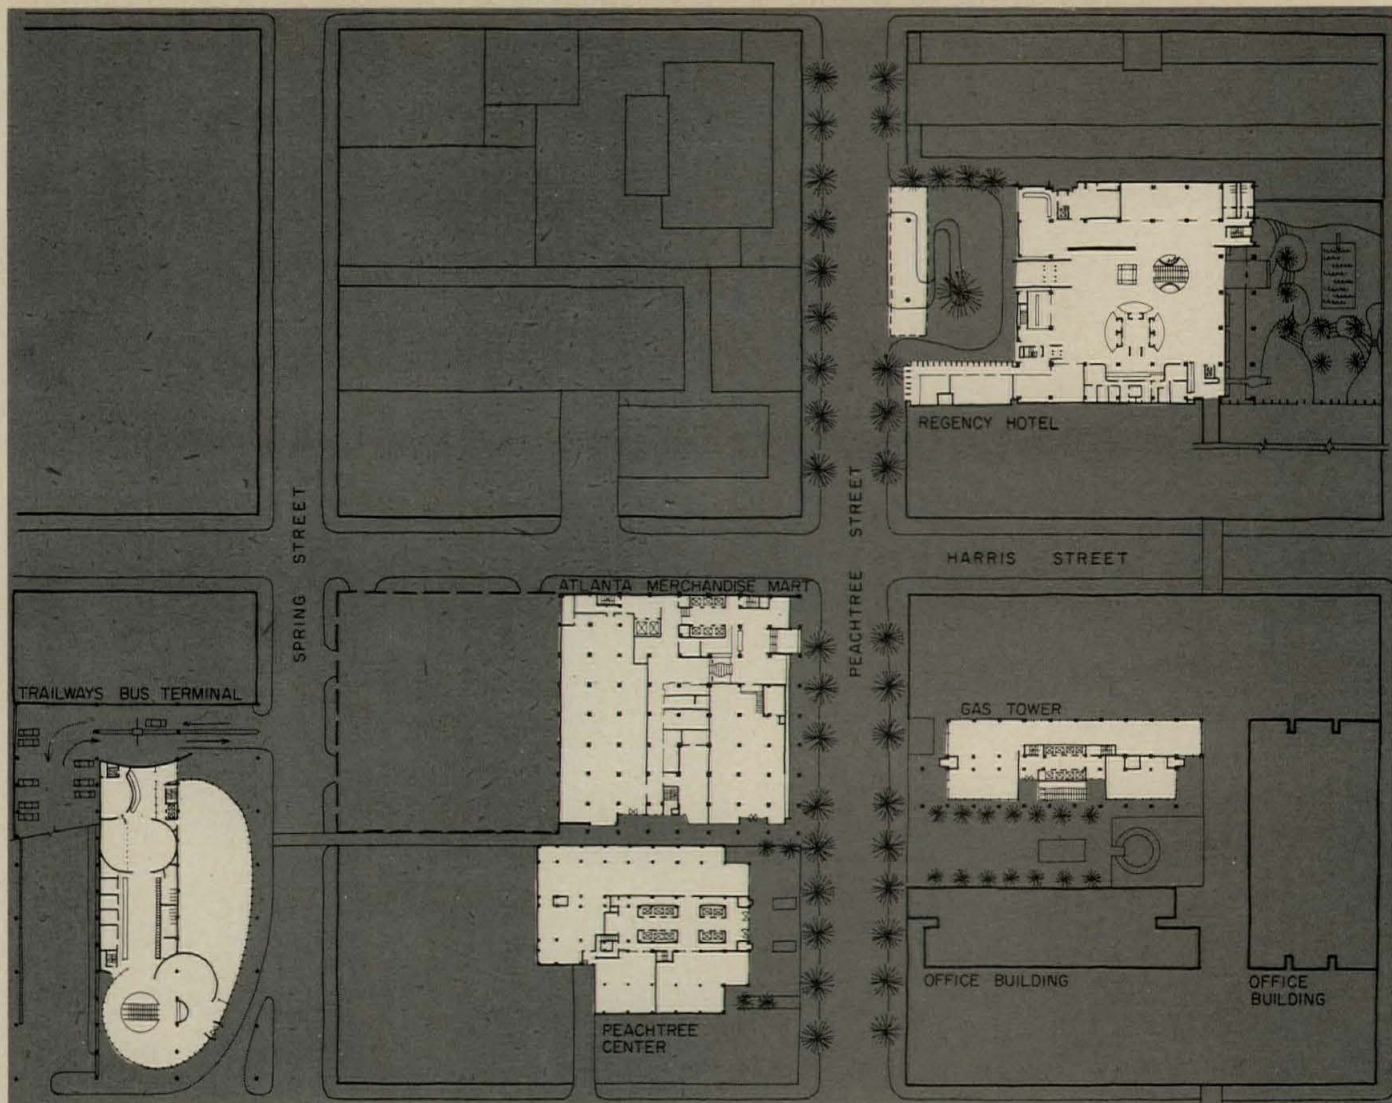 REGENCY HOTEL
SPRING STREET
PEACHTREE STREET
HARRIS STREET
ATLANTA MERCHANDISE MART
TRAILWAYS BUS TERMINAL
GAS TOWER
OFFICE BUILDING
OFFICE
BUILDING
PEACHTREE
CENTER